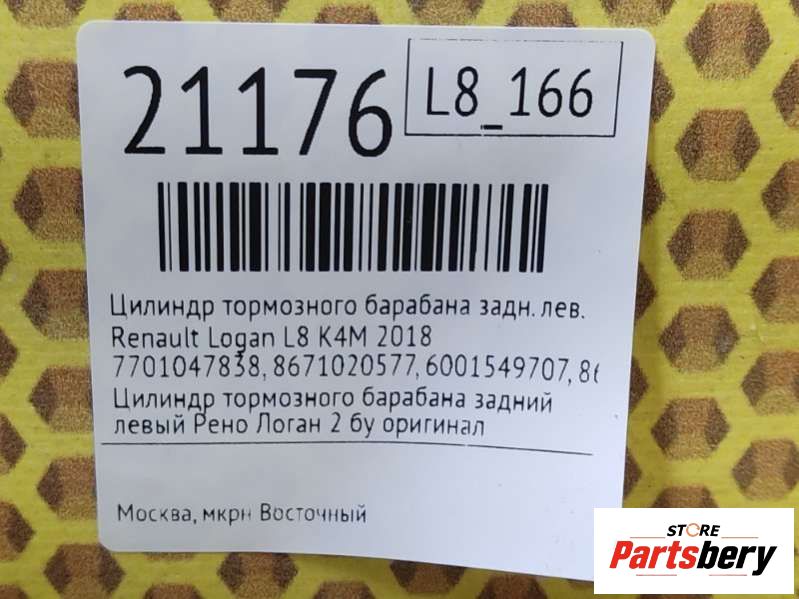 21176
L8_166
Цилиндр тормозного барабана задн. лев.
Renault Logan L8 K4M 2018
7701047838, 8671020577, 6001549707, 86
Цилиндр тормозного барабана задний
левый Рено Логан 2 бу оригинал
Москва, мкрн Восточный
STORE
Partsbery